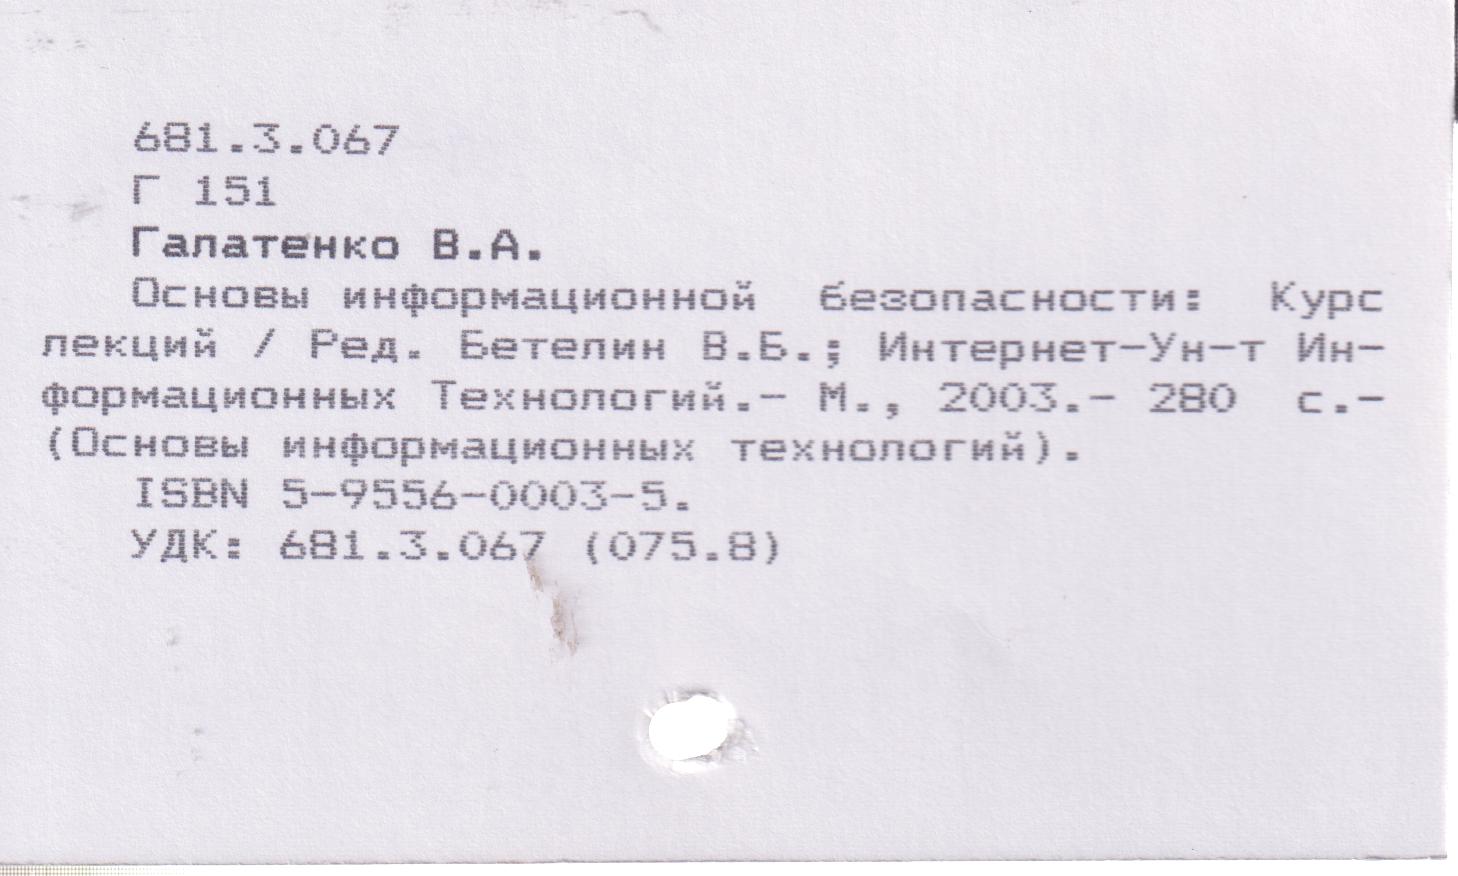 681.3.067
Г 151
Галатенко В.А.
Основы информационной безопасности: Курс
лекций / Ред. Бетелин В.Б.; Интернет-Ун-т Ин-
формационных Технологий.- М., 2003.- 280 с.-
(Основы информационных технологий).
ISBN 5-9556-0003-5.
УДК: 681.3.067 (075.8)